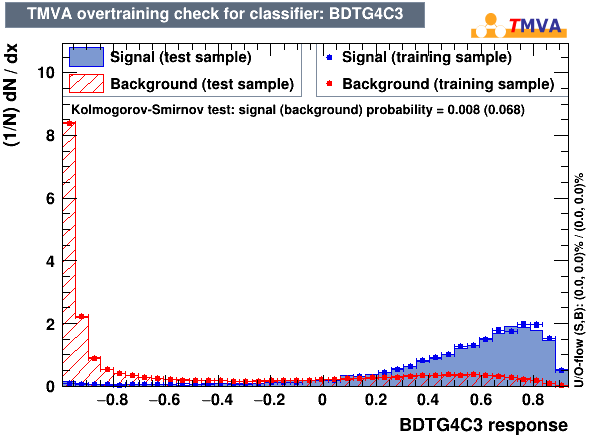 TMVA overtraining check for classifier: BDTG4C3
TMVA
Signal (test sample)
Signal (training sample)
Background (test sample)
Background (training sample)
Kolmogorov-Smirnov test: signal (background) probability = 0.008 (0.068)
(1/N) dN / dx
10
8
6
4
2
0
−0.8 −0.6 −0.4 −0.2 0 0.2 0.4 0.6 0.8
BDTG4C3 response
U/O-flow (S,B): (0.0, 0.0)% / (0.0, 0.0)%